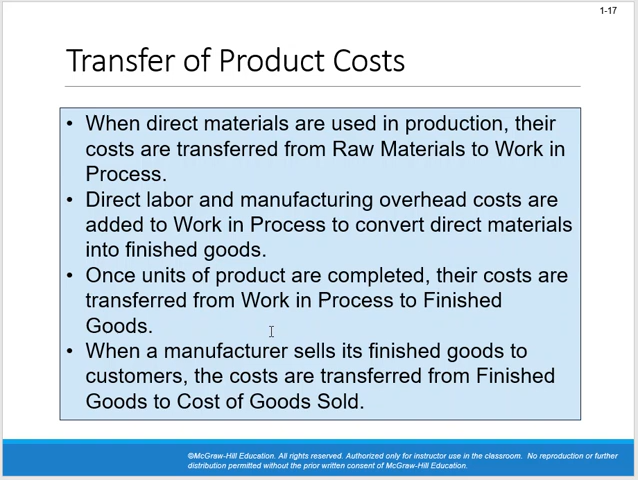 1-17
Transfer of Product Costs
• When direct materials are used in production, their
costs are transferred from Raw Materials to Work in
Process.
• Direct labor and manufacturing overhead costs are
added to Work in Process to convert direct materials
into finished goods.
• Once units of product are completed, their costs are
transferred from Work in Process to Finished
Goods.
• When a manufacturer sells its finished goods to
customers, the costs are transferred from Finished
Goods to Cost of Goods Sold.
©McGraw-Hill Education. All rights reserved. Authorized only for instructor use in the classroom. No reproduction or further
distribution permitted without the prior written consent of McGraw-Hill Education.